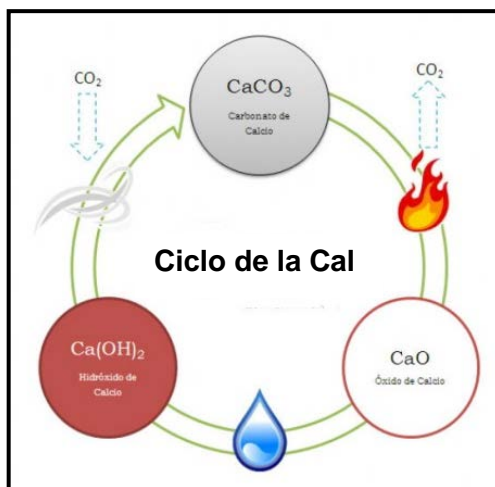 CO₂
CO₂
CaCO₃
Carbonato de
Calcio
Ciclo de la Cal
Ca(OH)₂
Hidróxido de
Calcio
CaO
Óxido de Calcio